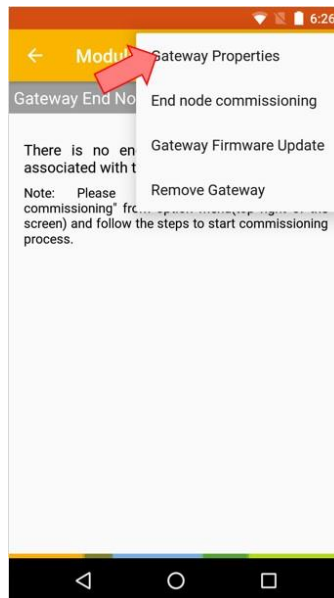 6:26
Modul
Gateway Properties
Gateway End No
End node commissioning
There is no en
Gateway Firmware Update
associated with t
Note: Please
Remove Gateway
commissioning" from option menu(top right of the
screen) and follow the steps to start commissioning
process.